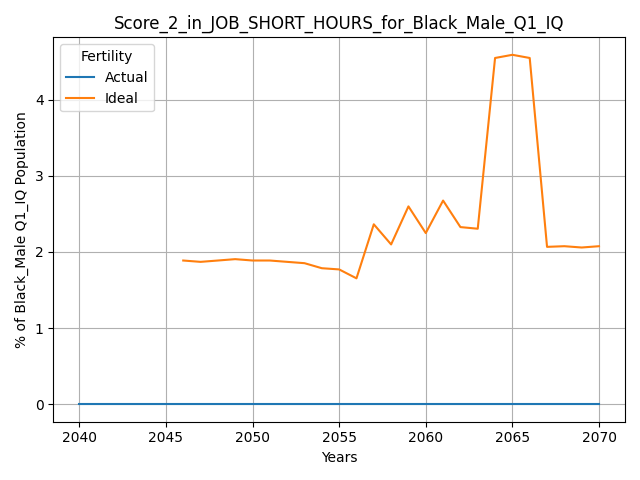 Score_2_in_JOB_SHORT_HOURS_for_Black_Male_Q1_IQ
Fertility
Actual
Ideal
% of Black_Male Q1_IQ Population
4
3
2
1
0
2040 2045 2050 2055 2060 2065 2070
Years